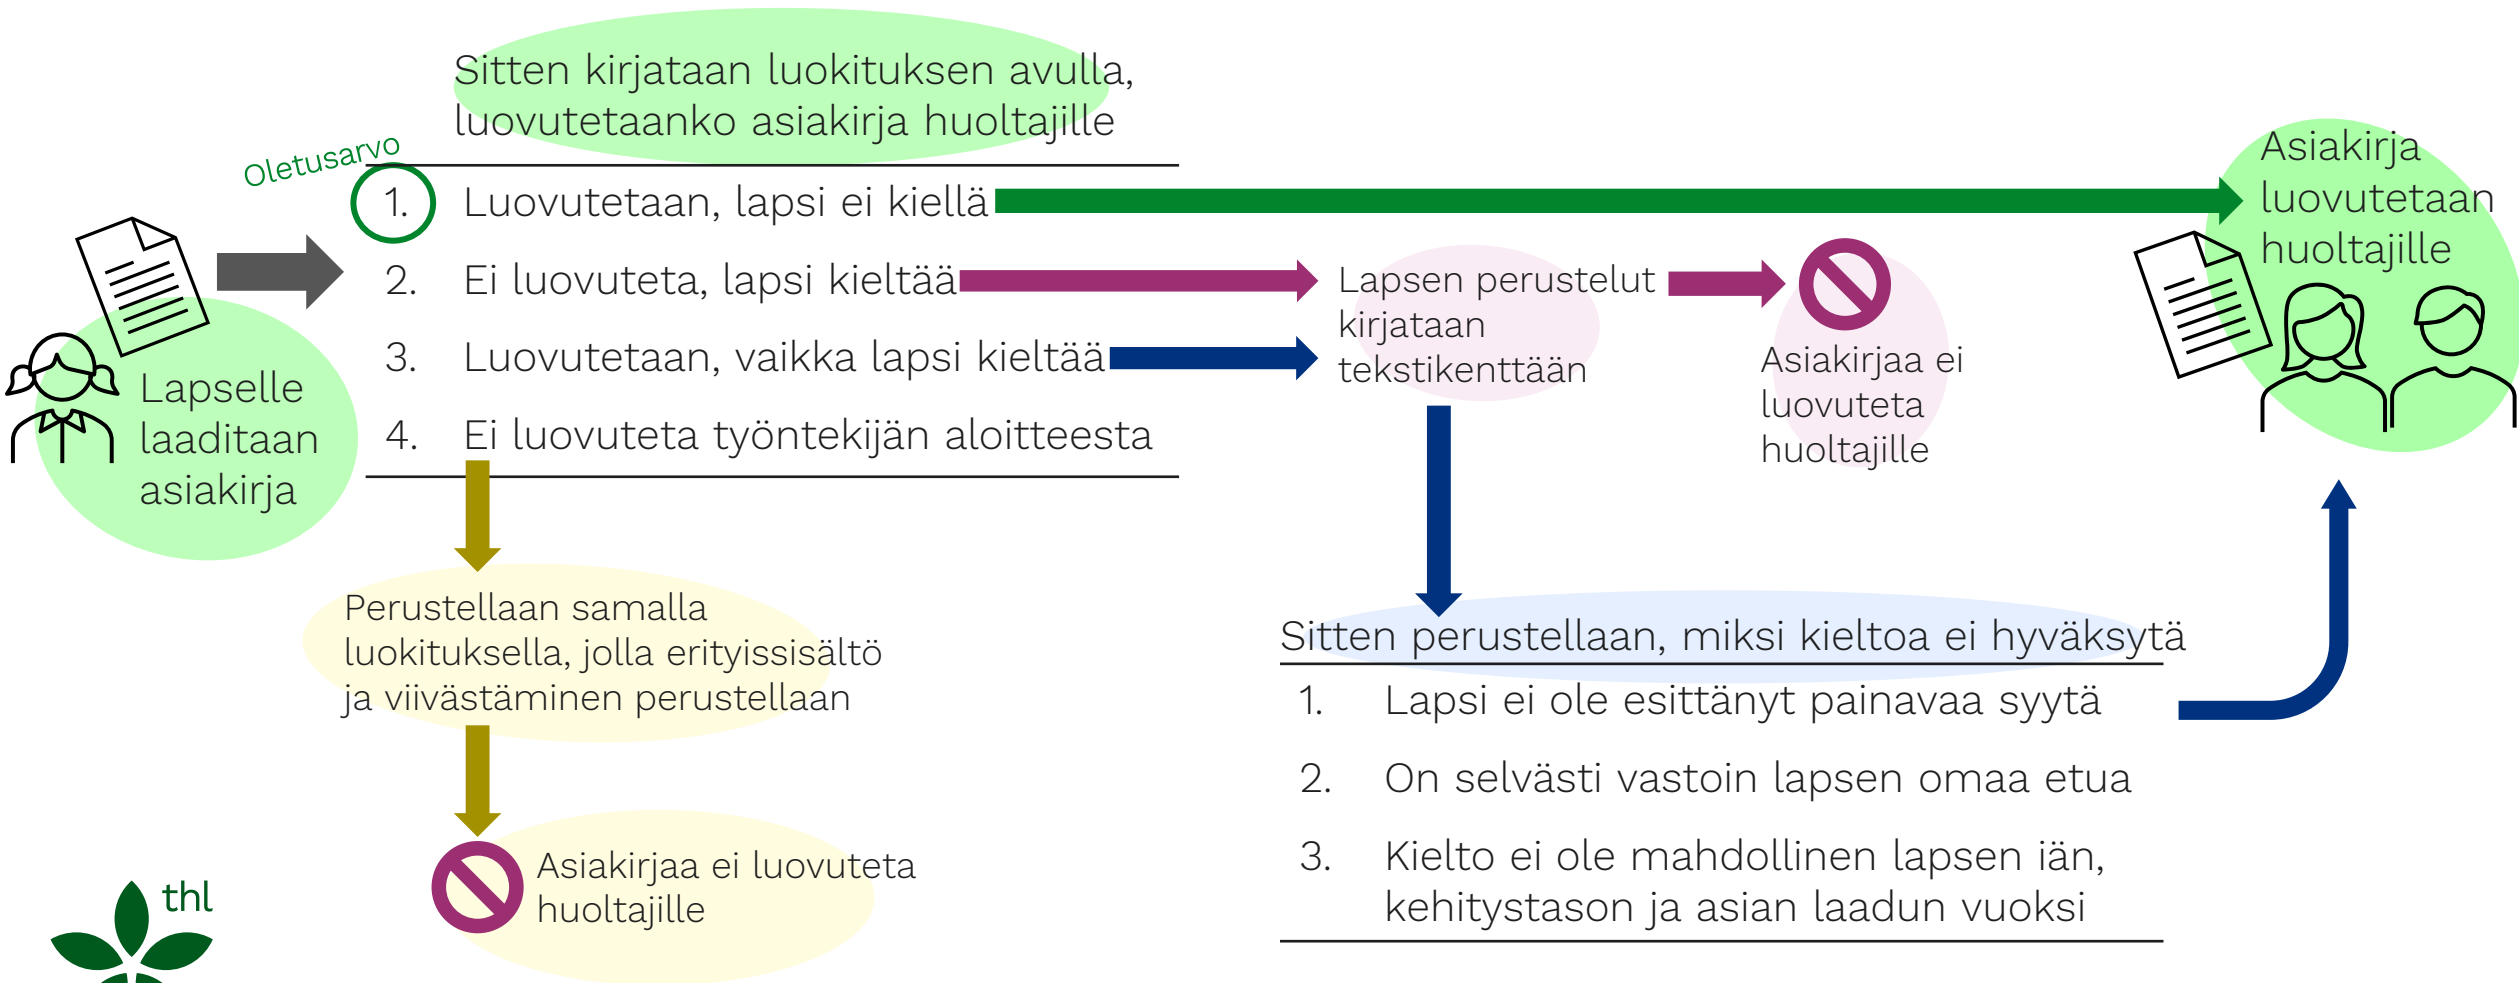 Sitten kirjataan luokituksen avulla,
luovutetaanko asiakirja huoltajille
Oletusarvo
1. Luovutetaan, lapsi ei kiellä
2. Ei luovuteta, lapsi kieltää
3. Luovutetaan, vaikka lapsi kieltää
4. Ei luovuteta työntekijän aloitteesta
Lapselle
laaditaan
asiakirja
Lapsen perustelut
kirjataan
tekstikenttään
Asiakirjaa ei
luovuteta
huoltajille
Asiakirja
luovutetaan
huoltajille
Perustellaan samalla
luokituksella, jolla erityissisältö
ja viivästäminen perustellaan
Asiakirjaa ei luovuteta
huoltajille
Sitten perustellaan, miksi kieltoa ei hyväksytä
1. Lapsi ei ole esittänyt painavaa syytä
2. On selvästi vastoin lapsen omaa etua
3. Kielto ei ole mahdollinen lapsen iän,
kehitystason ja asian laadun vuoksi
thl